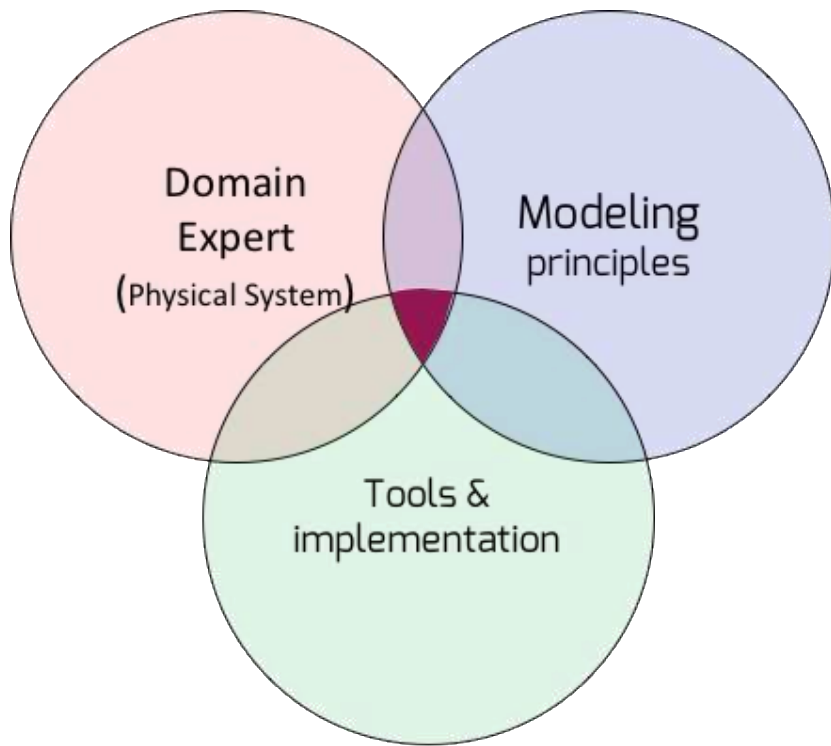 Domain
Expert
(Physical System)
Modeling
principles
Tools &
implementation